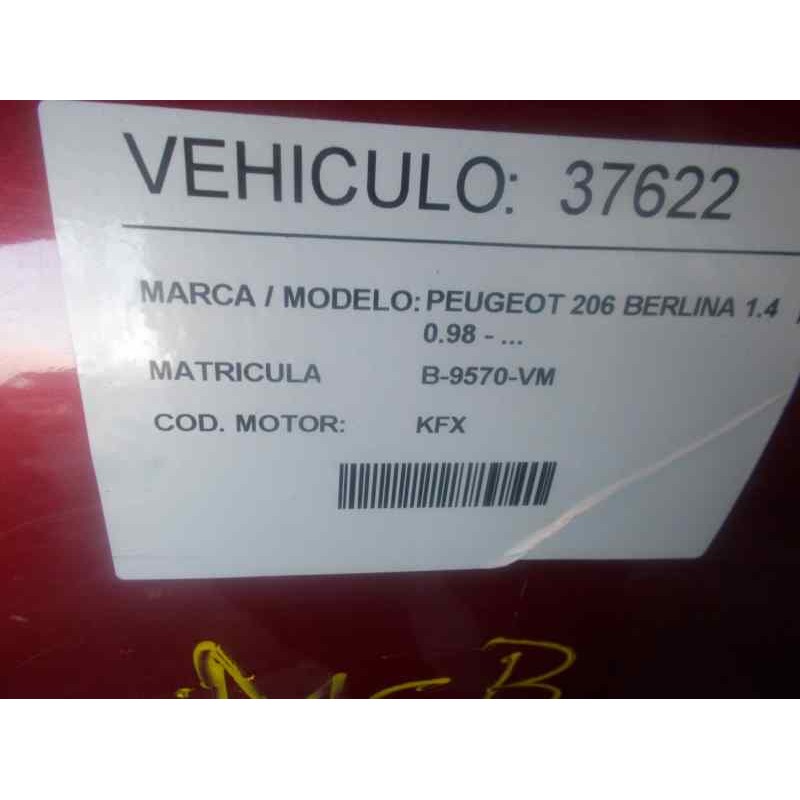 VEHICULO: 37622
MARCA / MODELO: PEUGEOT 206 BERLINA 1.4
0.98 - ...
MATRICULA B-9570-VM
COD. MOTOR: KFX